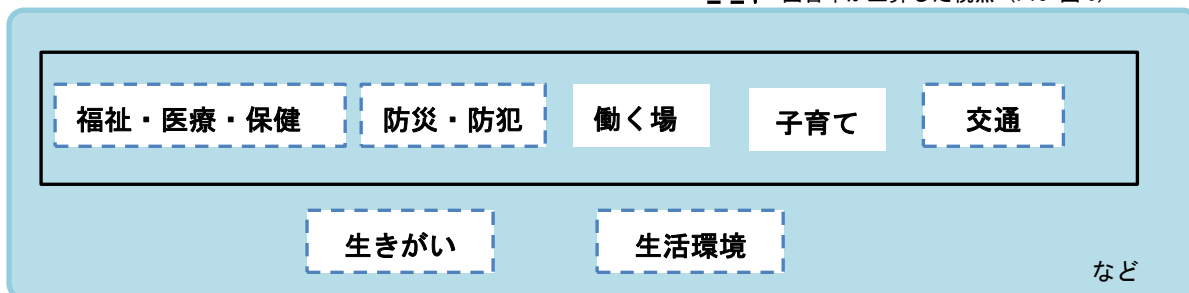 福祉・医療・保健
防災・防犯
働く場
子育て
交通
生きがい
生活環境
など